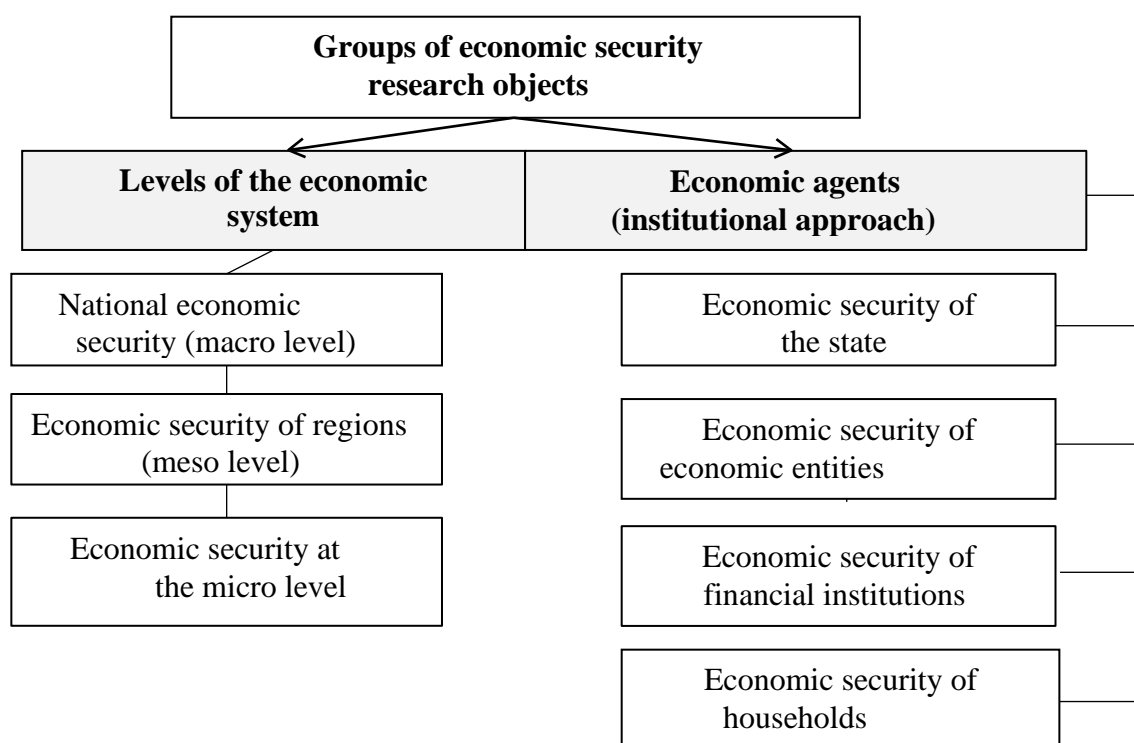 Groups of economic security
research objects
Levels of the economic
system
Economic agents
(institutional approach)
National economic
security (macro level)
Economic security of regions
(meso level)
Economic security at
the micro level
Economic security of
the state
Economic security of
economic entities
Economic security of
financial institutions
Economic security of
households